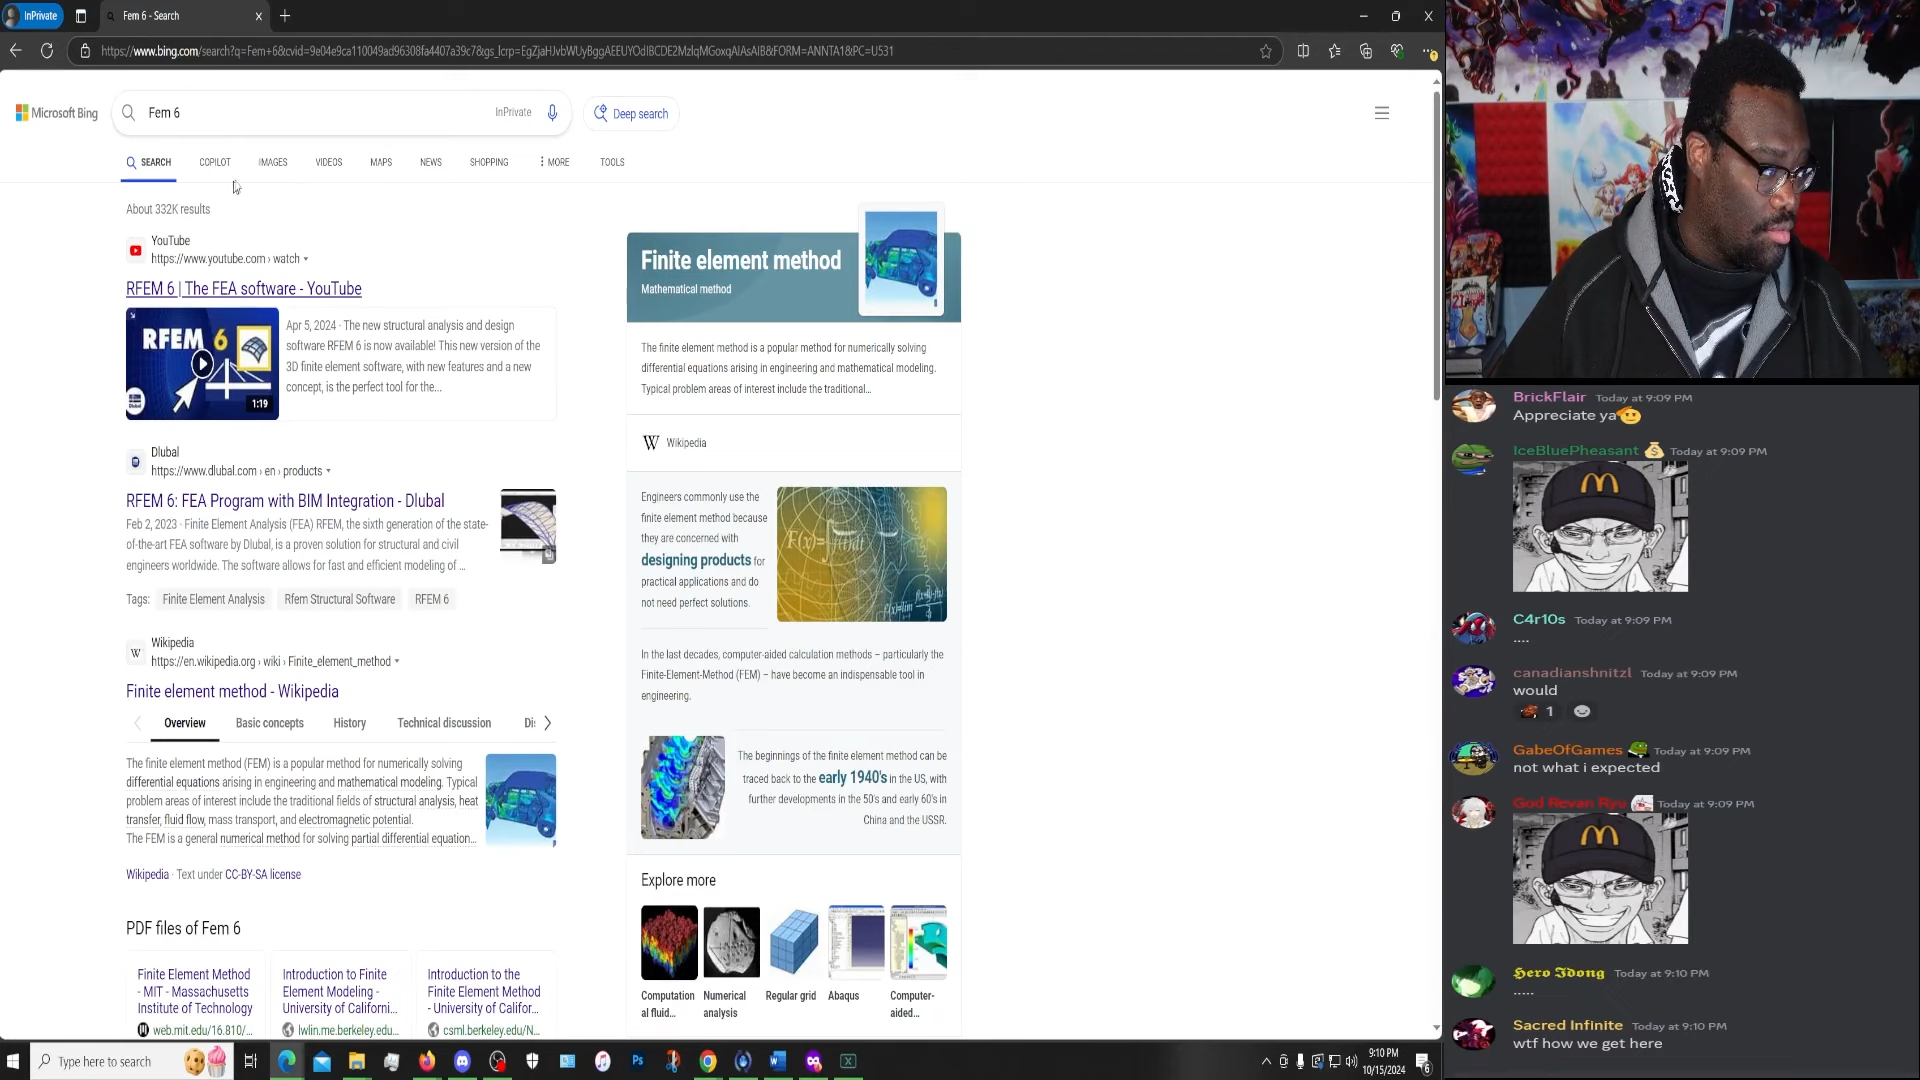 InPrivate
Fem 6 - Search
https://www.bing.com/search?q=Fem+6&cvid=9e04e9ca110049ad96308fa4407a39c7&gs_lcrp=EgZjaHJvbWUyBggAEEUYOdIBCDE2MzlqMGoxqAIAsAIB&FORM=ANNTA1&PC=U531
Microsoft Bing
Fem 6
InPrivate
Deep search
SEARCH
COPILOT
IMAGES
VIDEOS
MAPS
NEWS
SHOPPING
MORE
TOOLS
About 332K results
YouTube
https://www.youtube.com › watch
RFEM 6 | The FEA software - YouTube
RFEM 6
Dlubal
1:19
Apr 5, 2024 · The new structural analysis and design
software RFEM 6 is now available! This new version of the
3D finite element software, with new features and a new
concept, is the perfect tool for the...
Dlubal
https://www.dlubal.com › en › products
RFEM 6: FEA Program with BIM Integration - Dlubal
Feb 2, 2023 · Finite Element Analysis (FEA) RFEM, the sixth generation of the state-
of-the-art FEA software by Dlubal, is a proven solution for structural and civil
engineers worldwide. The software allows for fast and efficient modeling of ...
Tags:
Finite Element Analysis
Rfem Structural Software
RFEM 6
Wikipedia
https://en.wikipedia.org › wiki › Finite_element_method
Finite element method - Wikipedia
Overview
Basic concepts
History
Technical discussion
Di
The finite element method (FEM) is a popular method for numerically solving
differential equations arising in engineering and mathematical modeling. Typical
problem areas of interest include the traditional fields of structural analysis, heat
transfer, fluid flow, mass transport, and electromagnetic potential.
The FEM is a general numerical method for solving partial differential equation...
Wikipedia · Text under CC-BY-SA license
PDF files of Fem 6
Finite Element Method
- MIT - Massachusetts
Institute of Technology
web.mit.edu/16.810/...
Introduction to Finite
Element Modeling -
University of Californi...
lwlin.me.berkeley.edu...
Introduction to the
Finite Element Method
- University of Califor...
csml.berkeley.edu/N...
Finite element method
Mathematical method
The finite element method is a popular method for numerically solving
differential equations arising in engineering and mathematical modeling.
Typical problem areas of interest include the traditional...
W Wikipedia
Engineers commonly use the
finite element method because
they are concerned with
designing products for
practical applications and do
not need perfect solutions.
In the last decades, computer-aided calculation methods – particularly the
Finite-Element-Method (FEM) – have become an indispensable tool in
engineering.
The beginnings of the finite element method can be
traced back to the early 1940's in the US, with
further developments in the 50's and early 60's in
China and the USSR.
Explore more
Computation
al fluid...
Numerical
analysis
Regular grid
Abaqus
Computer-
aided...
BrickFlair Today at 9:09 PM
Appreciate ya
IceBluePheasant Today at 9:09 PM
C4r10s Today at 9:09 PM
....
canadianshnitzl Today at 9:09 PM
would
1
GabeOfGames Today at 9:09 PM
not what i expected
God Revan Ryu Today at 9:09 PM
Hero Idong Today at 9:10 PM
.....
Sacred Infinite Today at 9:10 PM
wtf how we get here
Type here to search
9:10 PM
10/15/2024
6